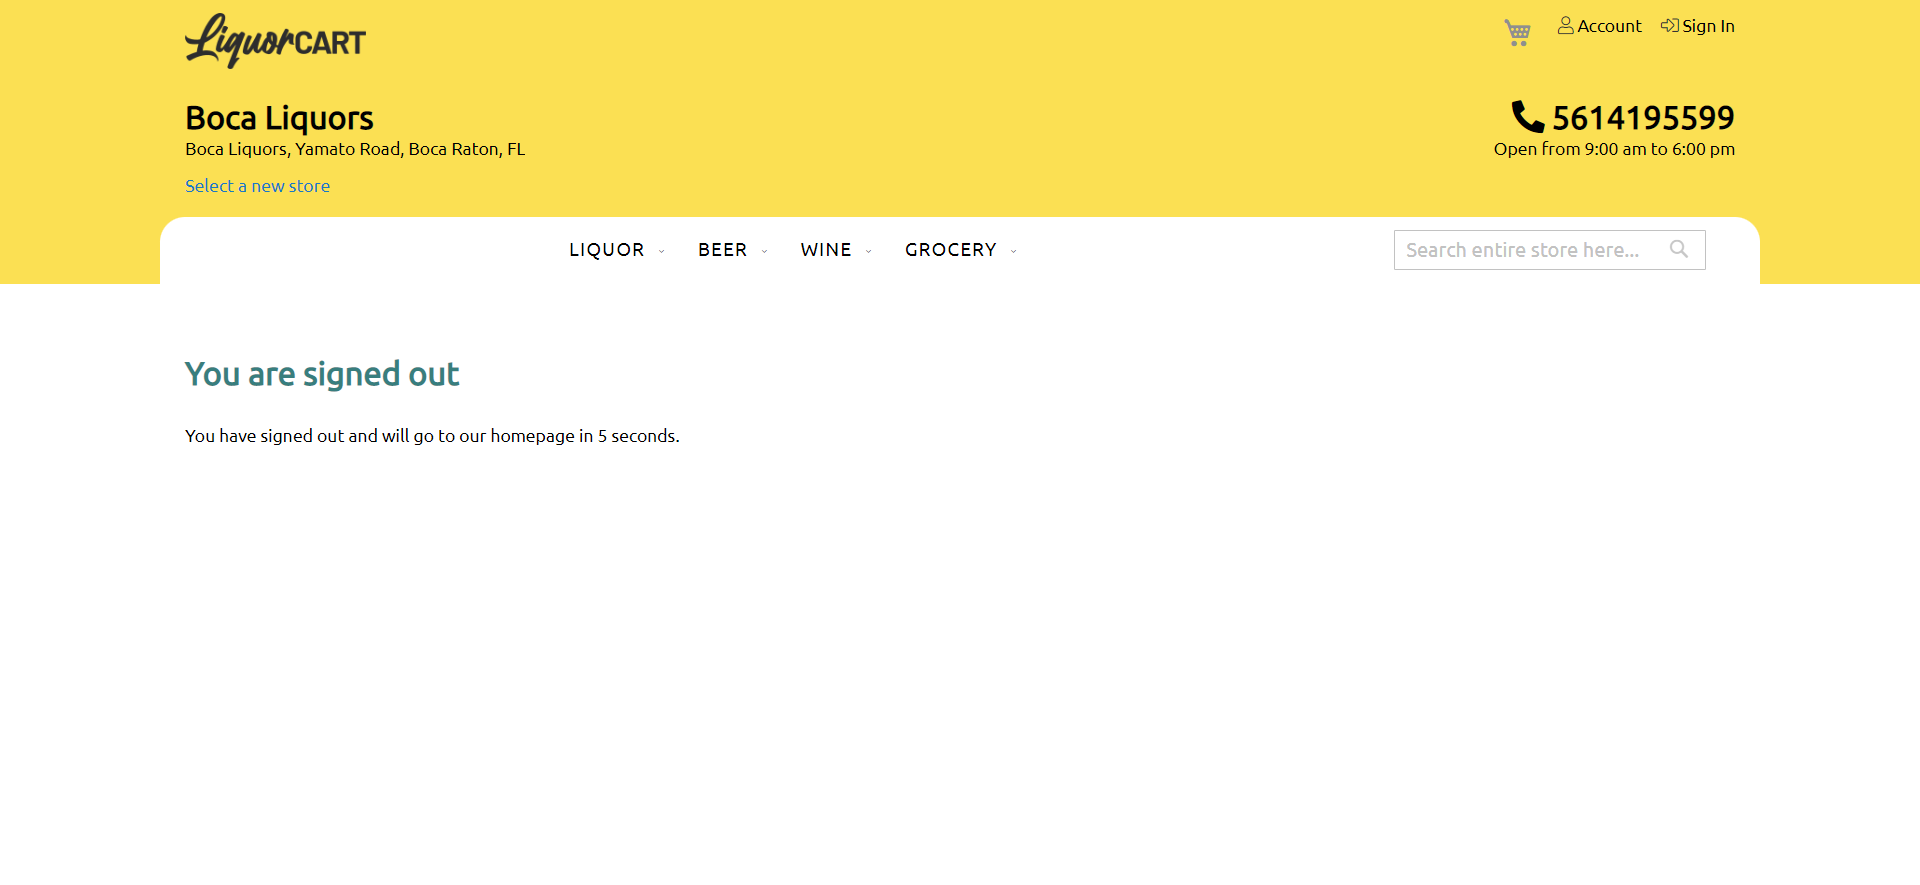 LiquorCART
Account
Sign In
Boca Liquors
5614195599
Boca Liquors, Yamato Road, Boca Raton, FL
Open from 9:00 am to 6:00 pm
Select a new store
LIQUOR
BEER
WINE
GROCERY
Search entire store here...
You are signed out
You have signed out and will go to our homepage in 5 seconds.